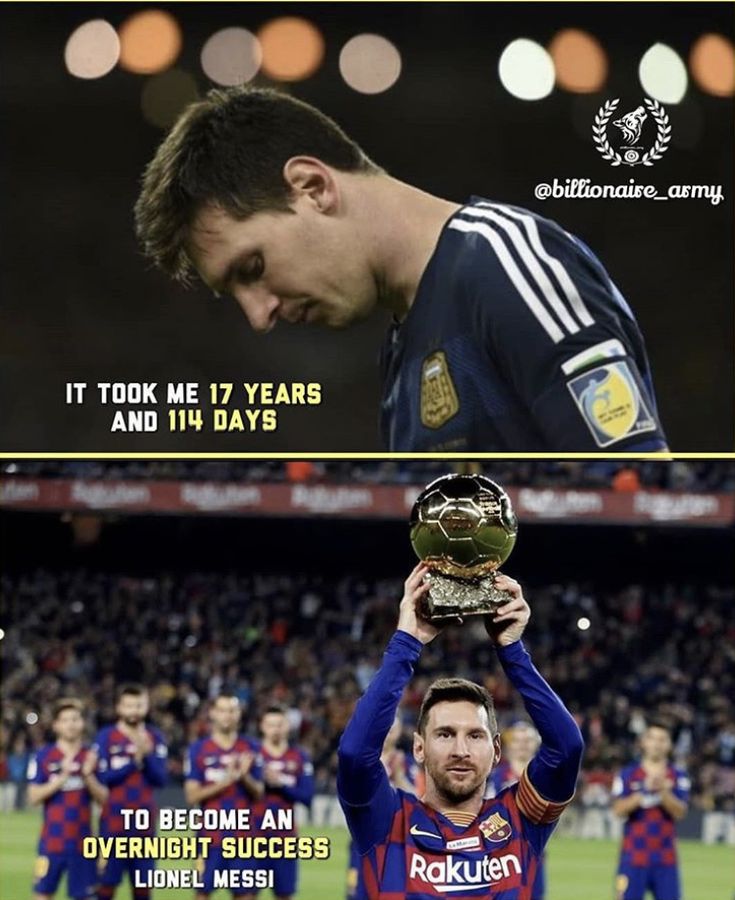 @billionaire_army
IT TOOK ME 17 YEARS
AND 114 DAYS
TO BECOME AN
OVERNIGHT SUCCESS
LIONEL MESSI
Rakuten